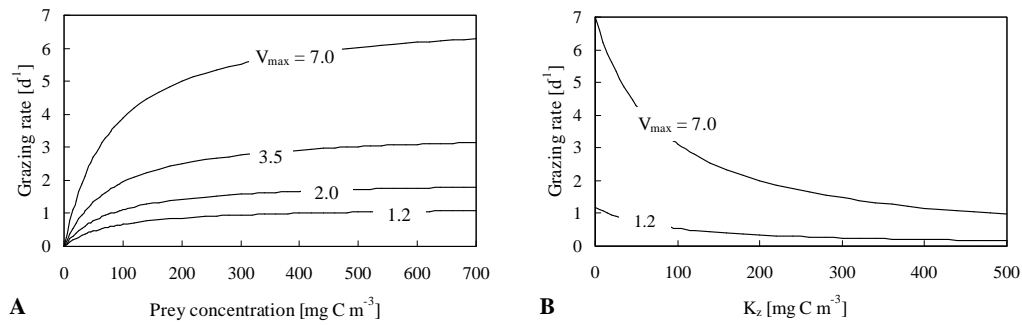 7
6
5
4
3
2
1
0
Grazing rate [d⁻¹]
Vmax = 7.0
3.5
2.0
1.2
0 100 200 300 400 500 600 700
A Prey concentration [mg C m⁻³]
7
6
5
4
3
2
1
0
Grazing rate [d⁻¹]
Vmax = 7.0
1.2
0 100 200 300 400 500
B Kz [mg C m⁻³]